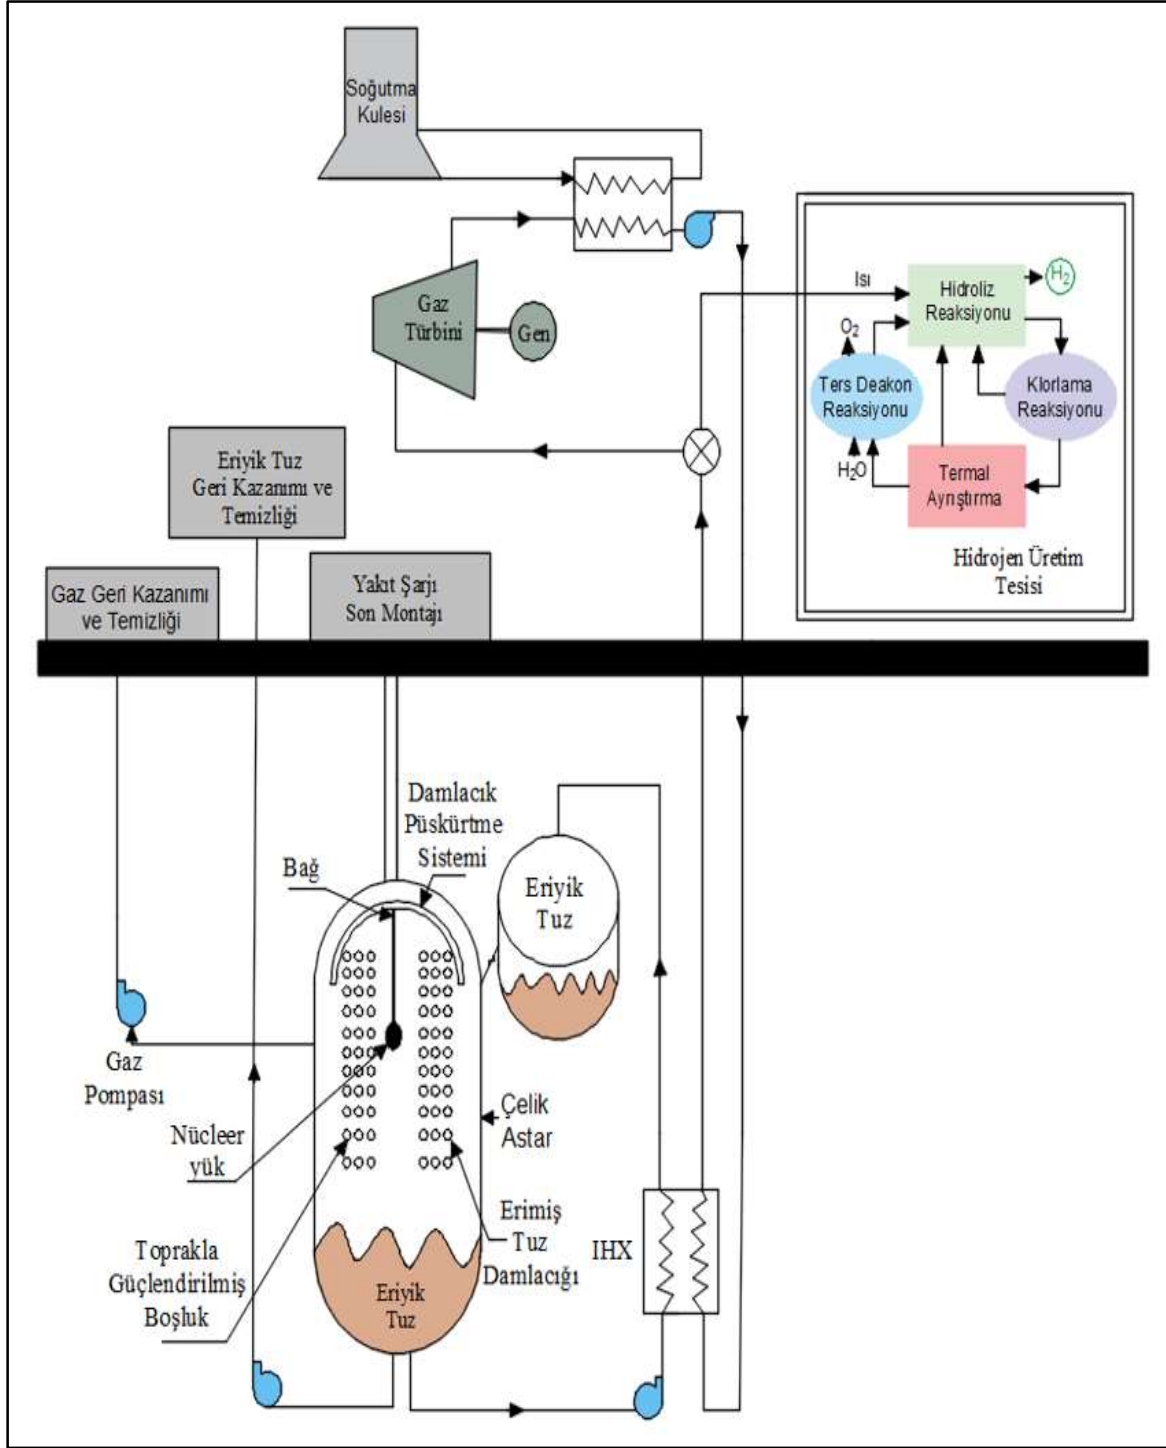 Soğutma
Kulesi
Gaz
Türbini
Gen
Isı
Hidroliz
Reaksiyonu
H2
O2
Ters Deakon
Reaksiyonu
Klorlama
Reaksiyonu
H2O
Termal
Ayrıştırma
Hidrojen Üretim
Tesisi
Eriyik Tuz
Geri Kazanımı ve
Temizliği
Gaz Geri Kazanımı
ve Temizliği
Yakıt Şarjı
Son Montajı
Damlacık
Püskürtme
Sistemi
Bağ
Eriyik
Tuz
Gaz
Pompası
Çelik
Astar
Nücleer
yük
Toprakla
Güçlendirilmiş
Boşluk
Erimiş
Tuz
Damlacığı
IHX
Eriyik
Tuz